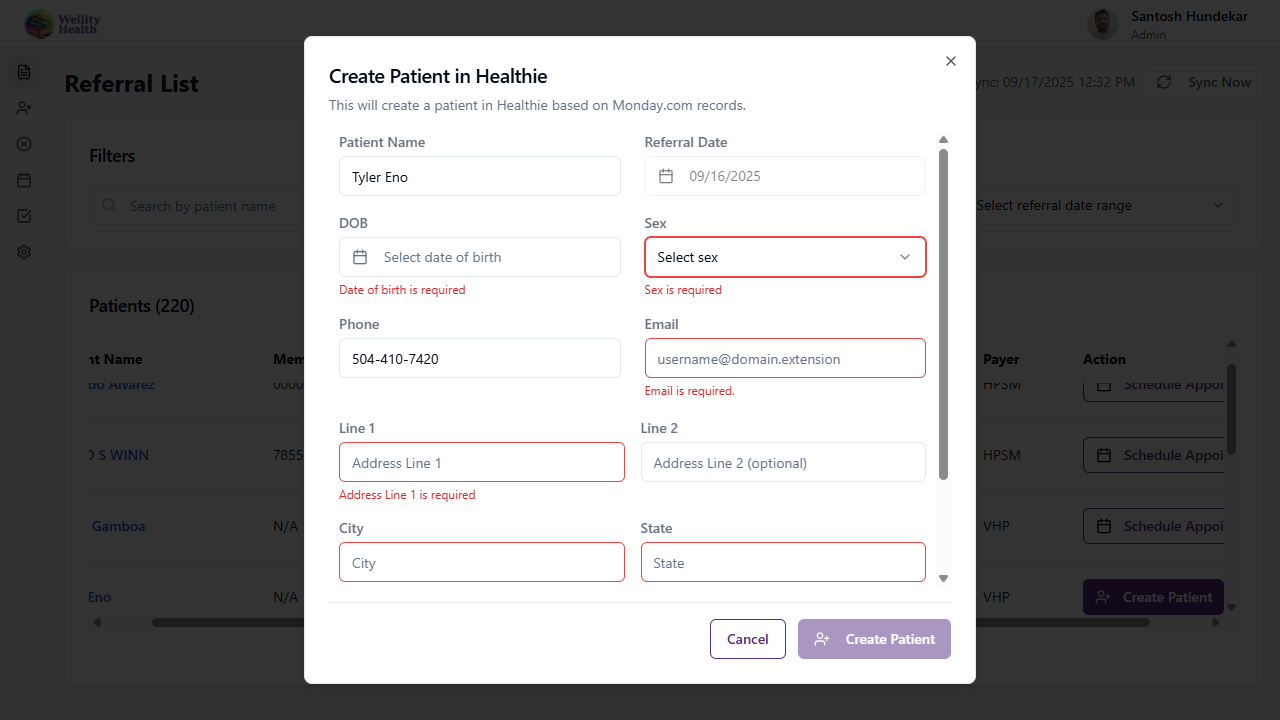 Wellity
Health
Santosh Hundekar
Admin
Referral List
ync: 09/17/2025 12:32 PM
Sync Now
Filters
Search by patient name
Select referral date range
Patients (220)
nt Name
Mem
Payer
Action
do Alvarez
0000
HPSM
Schedule Appoi
D S WINN
7855
HPSM
Schedule Appoi
Gamboa
N/A
VHP
Schedule Appoi
Eno
N/A
VHP
Create Patient
Create Patient in Healthie
This will create a patient in Healthie based on Monday.com records.
Patient Name
Referral Date
Tyler Eno
09/16/2025
DOB
Sex
Select date of birth
Select sex
Date of birth is required
Sex is required
Phone
Email
504-410-7420
username@domain.extension
Email is required.
Line 1
Line 2
Address Line 1
Address Line 2 (optional)
Address Line 1 is required
City
State
City
State
Cancel
Create Patient